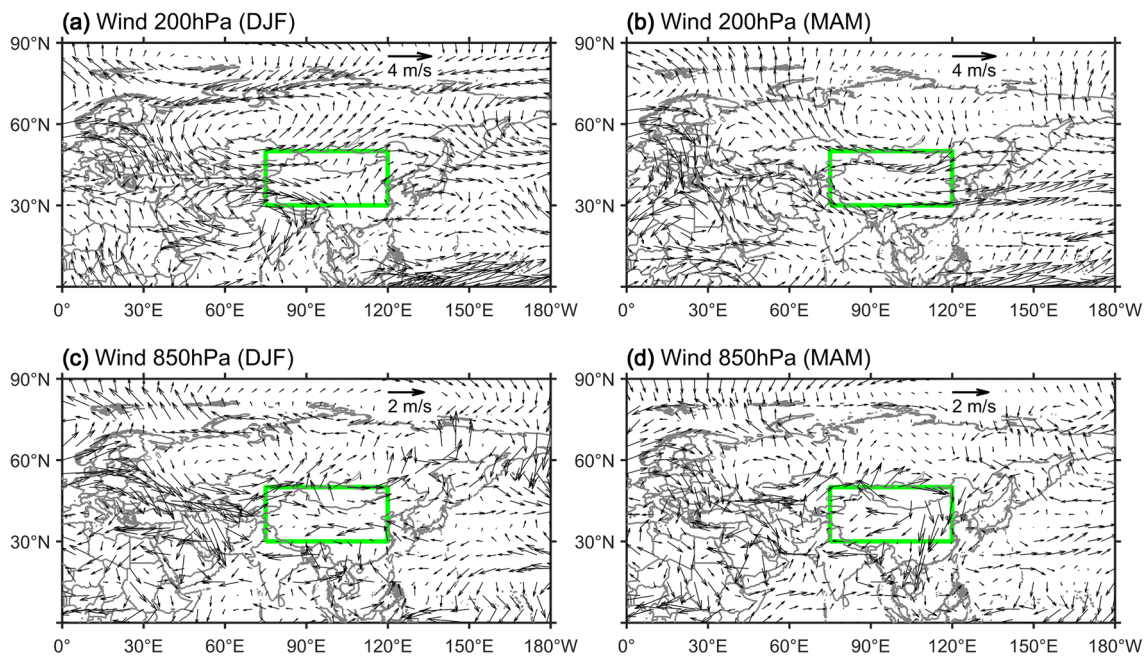 (a) Wind 200hPa (DJF)
90°N
60°N
30°N
4 m/s
0° 30°E 60°E 90°E 120°E 150°E 180°W
(b) Wind 200hPa (MAM)
90°N
60°N
30°N
4 m/s
0° 30°E 60°E 90°E 120°E 150°E 180°W
(c) Wind 850hPa (DJF)
90°N
60°N
30°N
2 m/s
0° 30°E 60°E 90°E 120°E 150°E 180°W
(d) Wind 850hPa (MAM)
90°N
60°N
30°N
2 m/s
0° 30°E 60°E 90°E 120°E 150°E 180°W